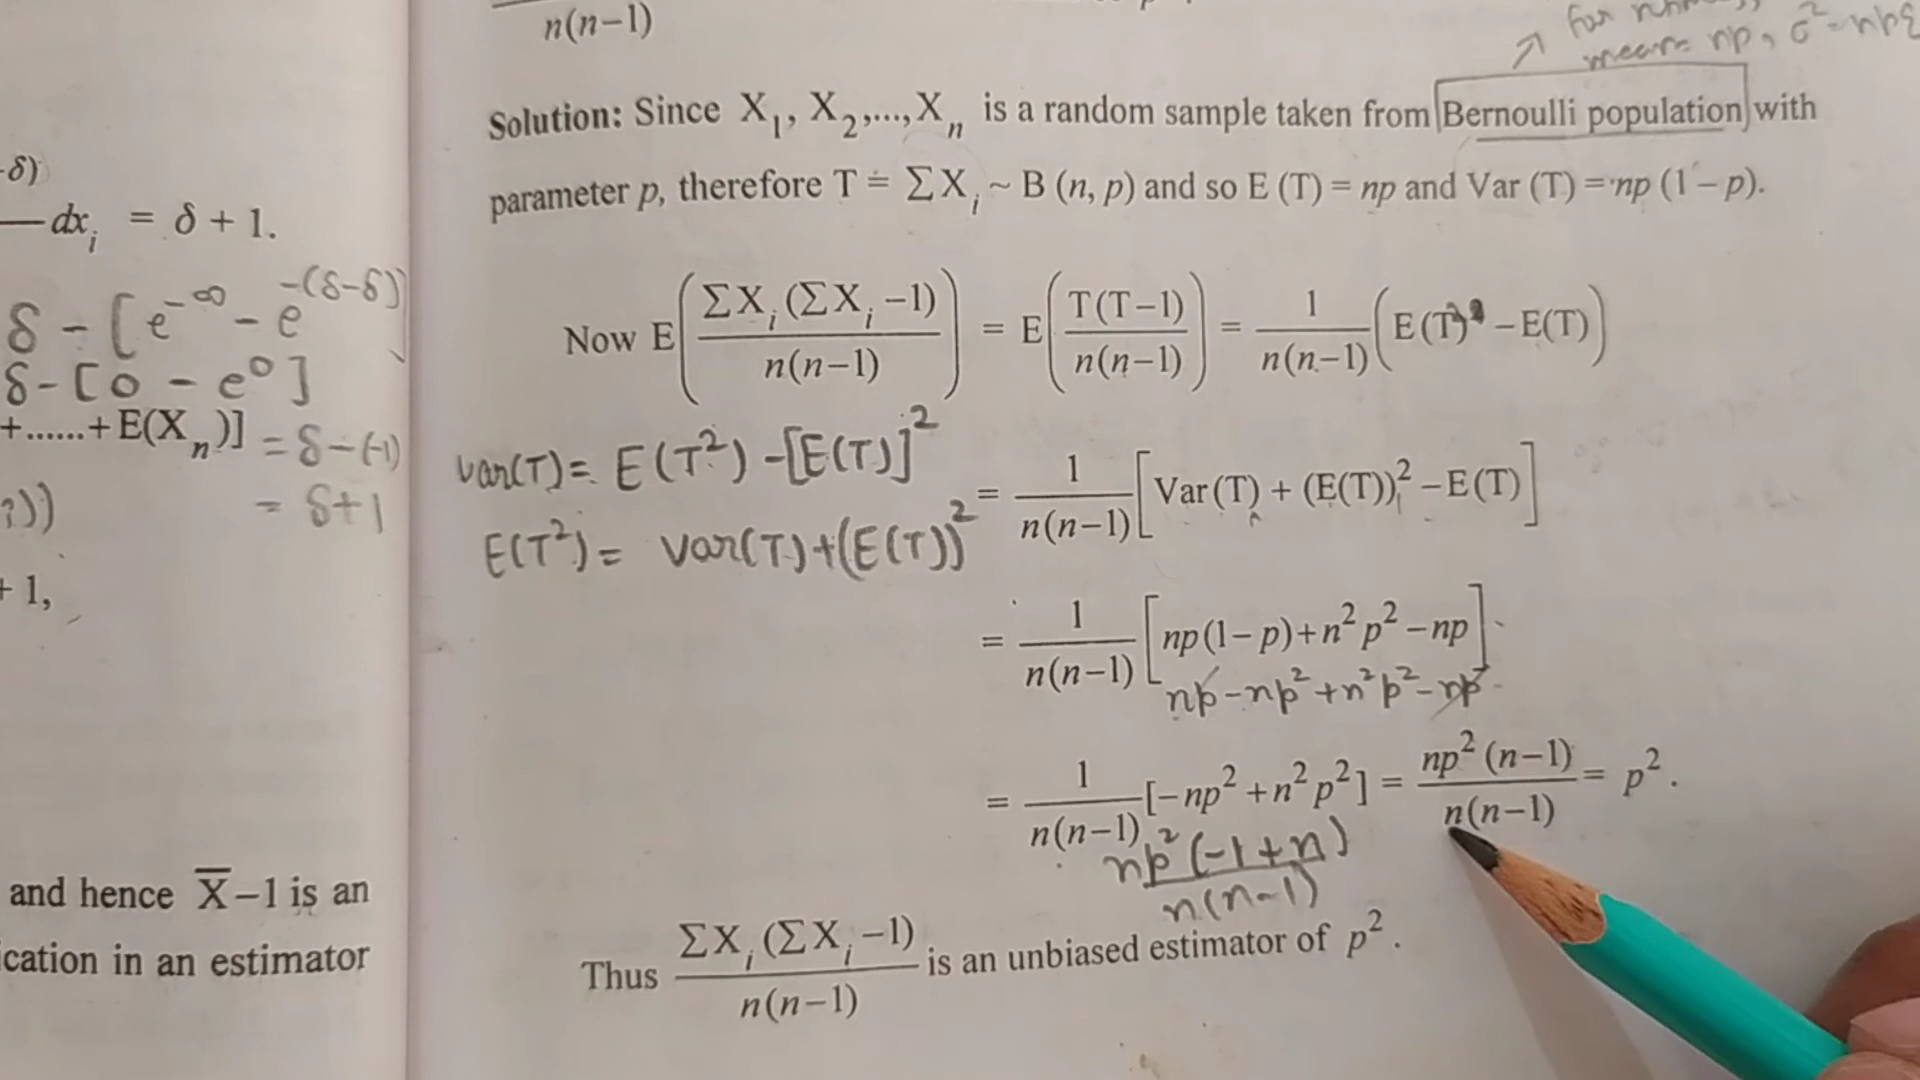 n(n−1)
mean= np, σ²=npq
Solution: Since X₁, X₂,..., Xₙ is a random sample taken from Bernoulli population with
parameter p, therefore T = ΣXᵢ ~ B (n, p) and so E (T) = np and Var (T) = np (1 − p).
Now E(ΣXᵢ(ΣXᵢ −1) / n(n−1)) = E(T(T−1) / n(n−1)) = 1 / n(n−1) (E(T)² − E(T))
var(T) = E(T²) − [E(T)]²
= 1 / n(n−1) [Var(T) + (E(T))² − E(T)]
E(T²) = var(T) + (E(T))²
= 1 / n(n−1) [np(1−p)+n²p² −np]
np − np² + n²p² − np
= 1 / n(n−1) [−np² +n²p²] = np² (n−1) / n(n−1) = p² .
np² (−1+n) / n(n−1)
Thus ΣXᵢ(ΣXᵢ −1) / n(n−1) is an unbiased estimator of p² .
−δ)
— dxᵢ = δ + 1.
δ − [e^−∞ − e^−(δ−δ)]
δ − [0 − e⁰]
+......+E(Xₙ)] = δ − (−1)
= δ+1
+ 1,
and hence X̅ −1 is an
cation in an estimator